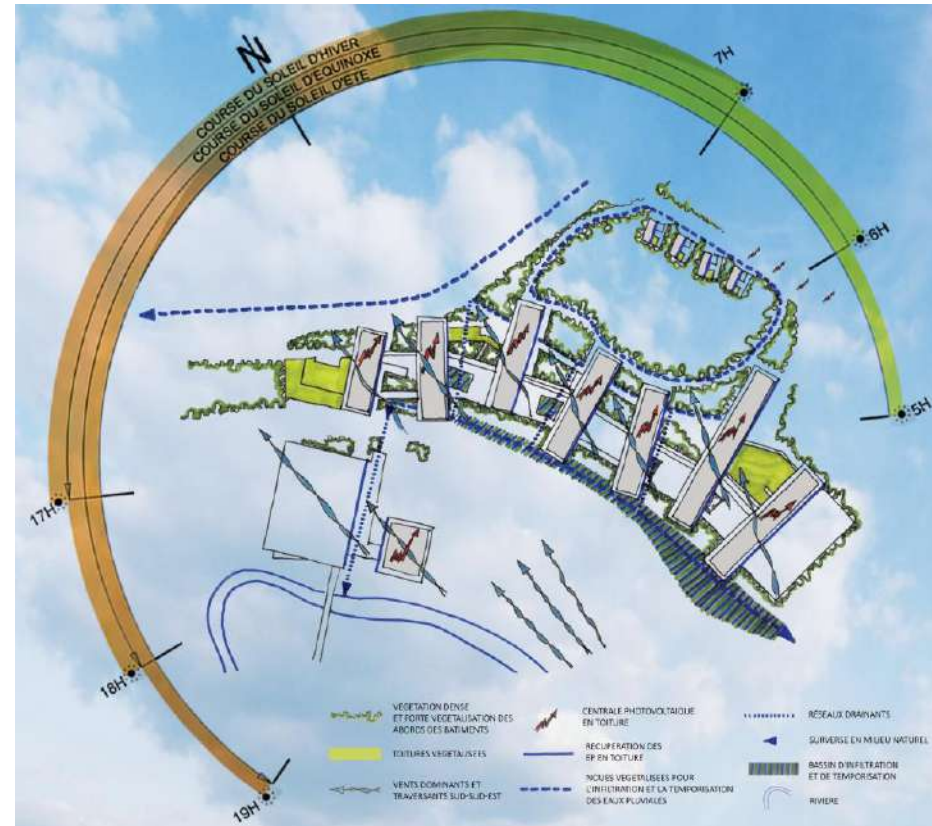 N
COURSE DU SOLEIL D'HIVER
COURSE DU SOLEIL D'EQUINOXE
COURSE DU SOLEIL D'ETE
7H
6H
5H
17H
18H
19H
VEGETATION DENSE
ET FORTE VEGETALISATION DES
ABORDS DES BATIMENTS
TOITURES VEGETALISEES
VENTS DOMINANTS ET
TRAVERSANTS SUD-SUD-EST
CENTRALE PHOTOVOLTAIQUE
EN TOITURE
RECUPERATION DES
EP EN TOITURE
NOUES VEGETALISEES POUR
L'INFILTRATION ET LA TEMPORISATION
DES EAUX PLUVIALES
RÉSEAUX DRAINANTS
SURVERSE EN MILIEU NATUREL
BASSIN D'INFILTRATION
ET DE TEMPORISATION
RIVIERE